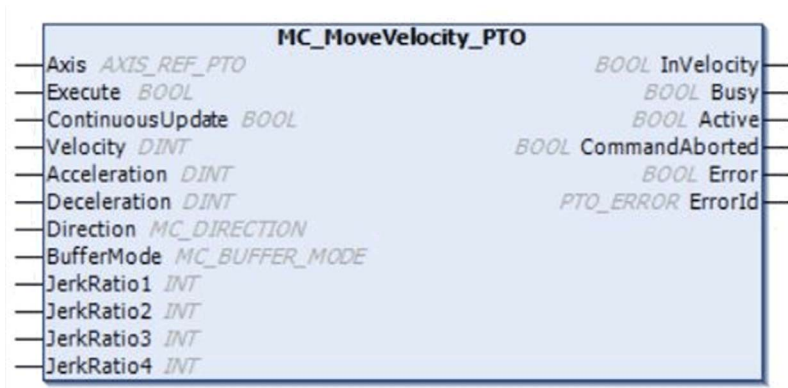 MC_MoveVelocity_PTO
Axis AXIS_REF_PTO BOOL InVelocity
Execute BOOL BOOL Busy
ContinuousUpdate BOOL BOOL Active
Velocity DINT BOOL CommandAborted
Acceleration DINT BOOL Error
Deceleration DINT PTO_ERROR ErrorId
Direction MC_DIRECTION
BufferMode MC_BUFFER_MODE
JerkRatio1 INT
JerkRatio2 INT
JerkRatio3 INT
JerkRatio4 INT